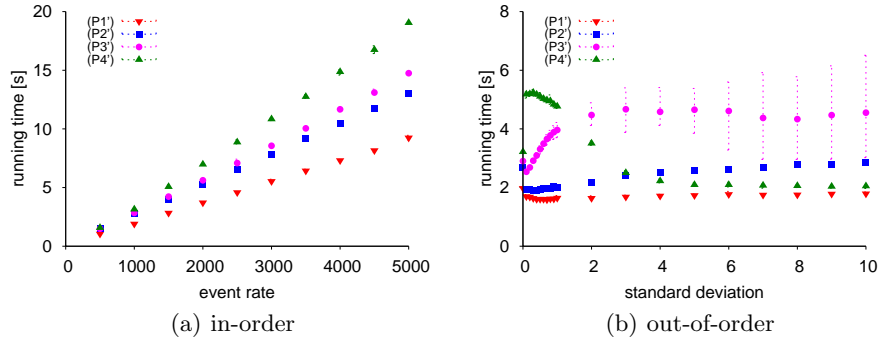 20
15
10
5
0
running time [s]
(P1')
(P2')
(P3')
(P4')
0 1000 2000 3000 4000 5000
event rate
(a) in-order
8
6
4
2
0
running time [s]
(P1')
(P2')
(P3')
(P4')
0 2 4 6 8 10
standard deviation
(b) out-of-order